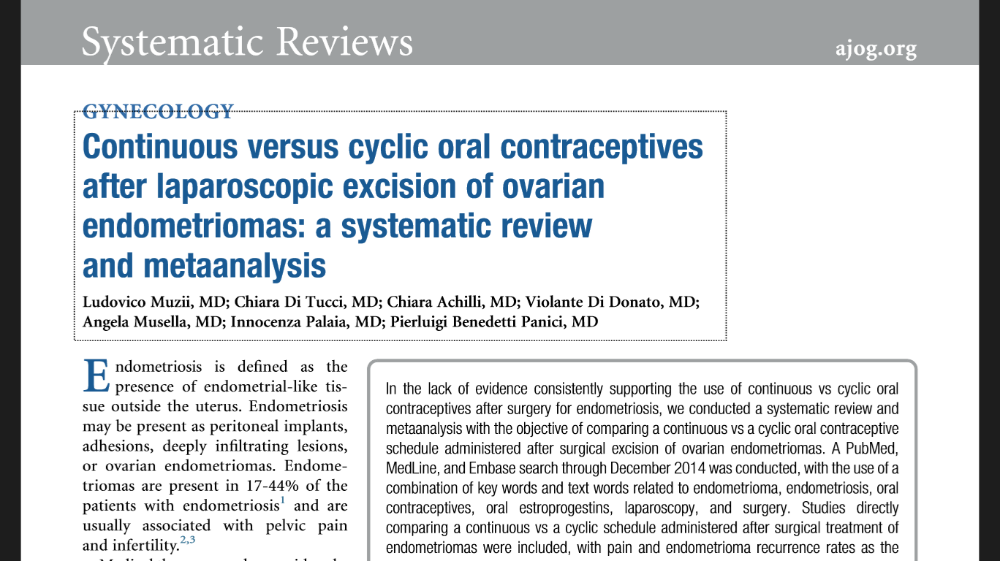 Systematic Reviews
ajog.org
GYNECOLOGY
Continuous versus cyclic oral contraceptives
after laparoscopic excision of ovarian
endometriomas: a systematic review
and metaanalysis
Ludovico Muzii, MD; Chiara Di Tucci, MD; Chiara Achilli, MD; Violante Di Donato, MD;
Angela Musella, MD; Innocenza Palaia, MD; Pierluigi Benedetti Panici, MD
Endometriosis is defined as the
presence of endometrial-like tis-
sue outside the uterus. Endometriosis
may be present as peritoneal implants,
adhesions, deeply infiltrating lesions,
or ovarian endometriomas. Endome-
triomas are present in 17-44% of the
patients with endometriosis1 and are
usually associated with pelvic pain
and infertility.2,3
In the lack of evidence consistently supporting the use of continuous vs cyclic oral
contraceptives after surgery for endometriosis, we conducted a systematic review and
metaanalysis with the objective of comparing a continuous vs a cyclic oral contraceptive
schedule administered after surgical excision of ovarian endometriomas. A PubMed,
MedLine, and Embase search through December 2014 was conducted, with the use of a
combination of key words and text words related to endometrioma, endometriosis, oral
contraceptives, oral estroprogestins, laparoscopy, and surgery. Studies directly
comparing a continuous vs a cyclic schedule administered after surgical treatment of
endometriomas were included, with pain and endometrioma recurrence rates as the